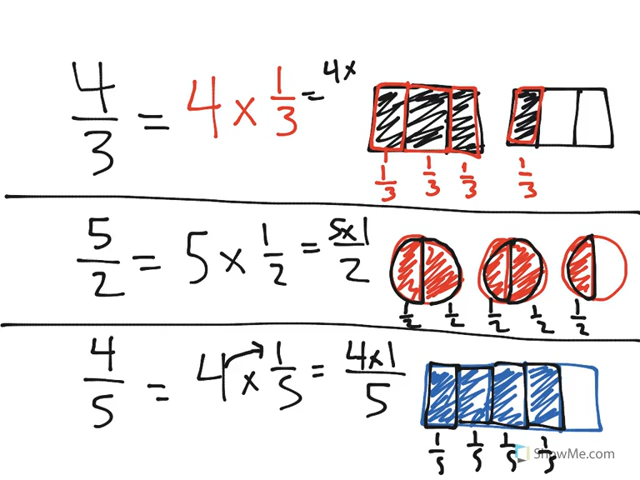 4/3 = 4 x 1/3 = 4x
1/3 1/3 1/3 1/3
5/2 = 5 x 1/2 = 5x1/2
1/2 1/2 1/2 1/2 1/2
4/5 = 4 x 1/5 = 4x1/5
1/5 1/5 1/5 1/5
ShowMe.com